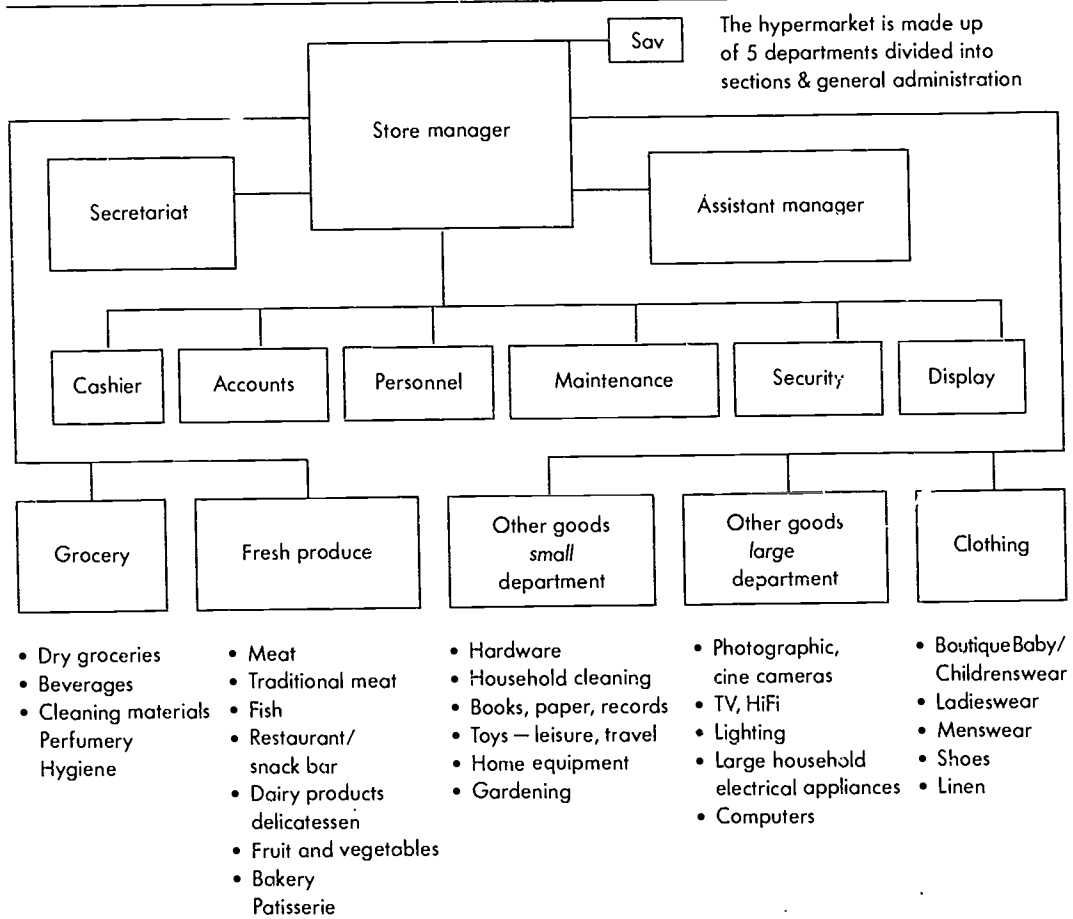 Sav
The hypermarket is made up
of 5 departments divided into
sections & general administration
Store manager
Secretariat
Assistant manager
Cashier
Accounts
Personnel
Maintenance
Security
Display
Grocery
Fresh produce
Other goods
small
department
Other goods
large
department
Clothing
• Dry groceries
• Beverages
• Cleaning materials
Perfumery
Hygiene
• Meat
• Traditional meat
• Fish
• Restaurant/
snack bar
• Dairy products
delicatessen
• Fruit and vegetables
• Bakery
Patisserie
• Hardware
• Household cleaning
• Books, paper, records
• Toys — leisure, travel
• Home equipment
• Gardening
• Photographic,
cine cameras
• TV, HiFi
• Lighting
• Large household
electrical appliances
• Computers
• Boutique Baby/
Childrenswear
• Ladieswear
• Menswear
• Shoes
• Linen